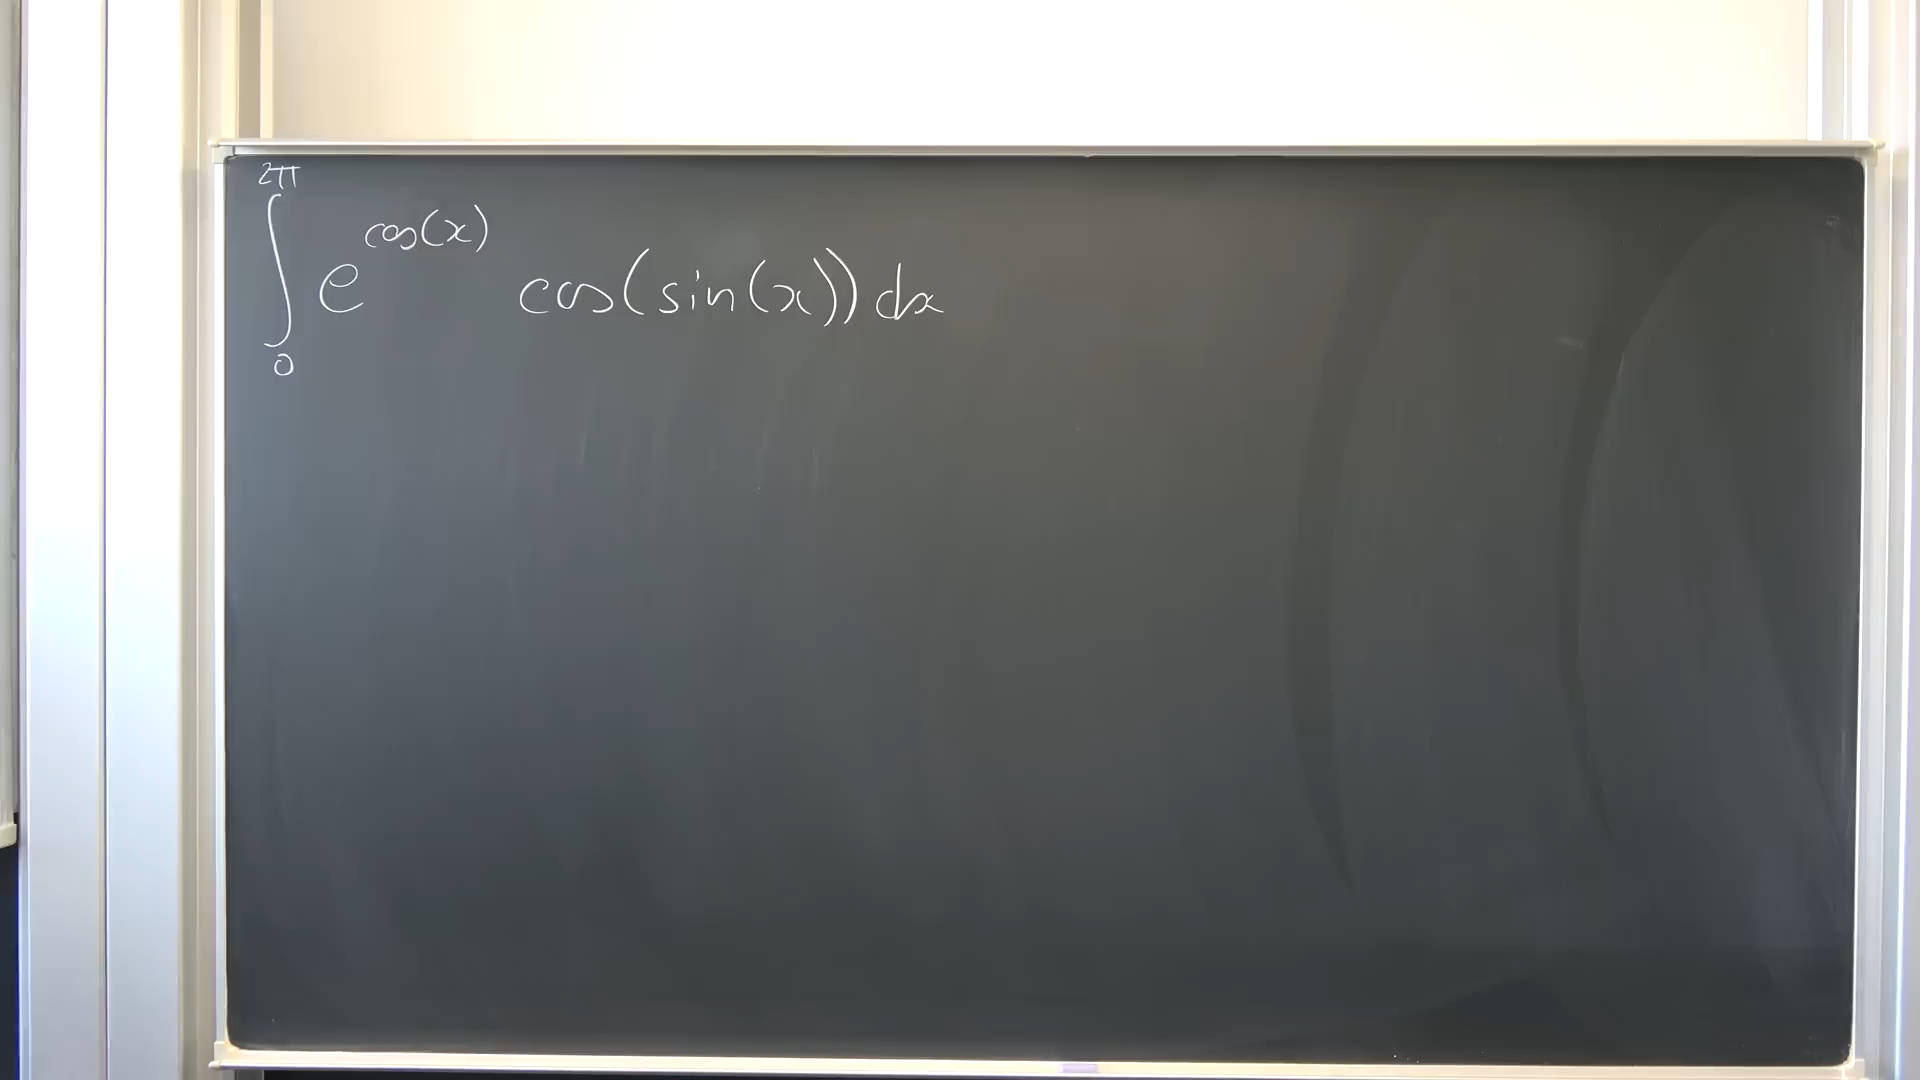 ∫₀^{2π} e^{cos(x)} cos(sin(x)) dx